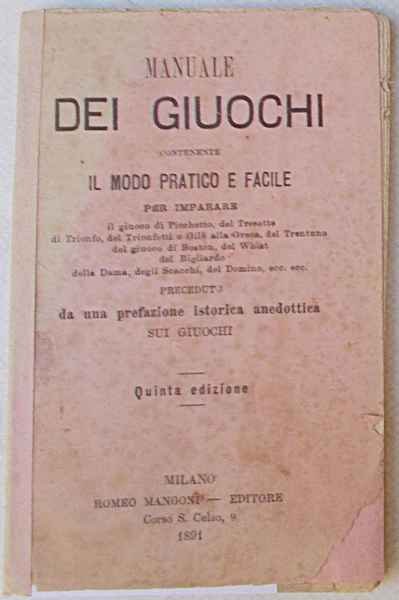 MANUALE
DEI GIUOCHI
CONTENENTE
IL MODO PRATICO E FACILE
PER IMPARARE
il giuoco di Picchetto, del Tresette
di Trionfo, del Trionfetti o Gilè alla Greca, del Trentuno
del giuoco di Boston, del Whist
del Bigliardo
della Dama, degli Scacchi, del Domino, ecc. ecc.
PRECEDUTO
da una prefazione istorica anedottica
SUI GIUOCHI
Quinta edizione
MILANO
ROMEO MANGONI — EDITORE
Corso S. Celso, 9.
1891